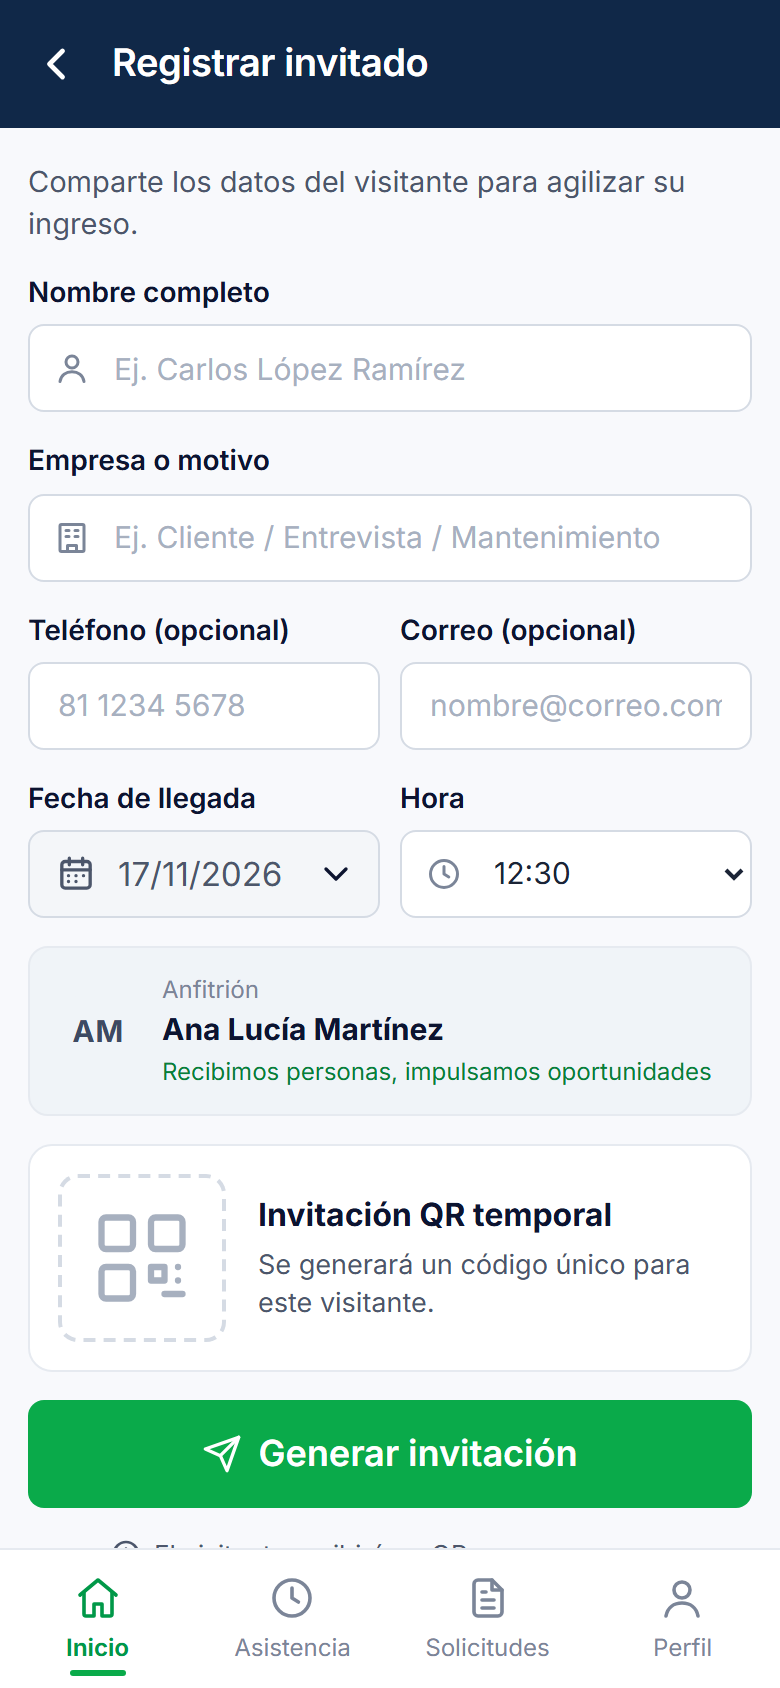 Registrar invitado
Comparte los datos del visitante para agilizar su
ingreso.
Nombre completo
Ej. Carlos López Ramírez
Empresa o motivo
Ej. Cliente / Entrevista / Mantenimiento
Teléfono (opcional)
Correo (opcional)
81 1234 5678
nombre@correo.com
Fecha de llegada
Hora
17/11/2026
12:30
AM
Anfitrión
Ana Lucía Martínez
Recibimos personas, impulsamos oportunidades
Invitación QR temporal
Se generará un código único para
este visitante.
Generar invitación
Inicio
Asistencia
Solicitudes
Perfil